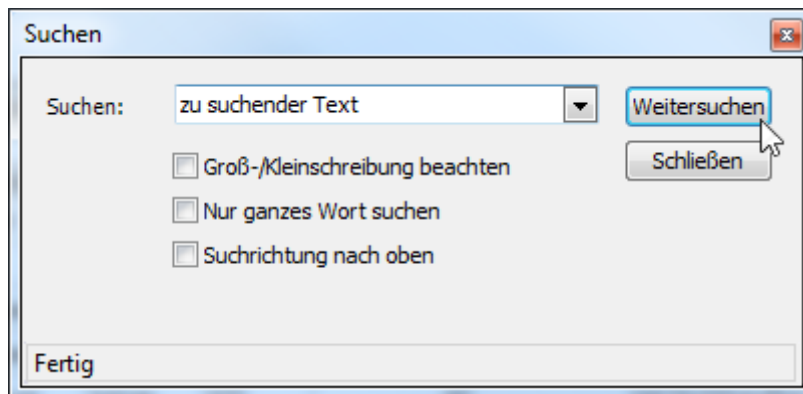 Suchen
Suchen: zu suchender Text Weitersuchen
Groß-/Kleinschreibung beachten Schließen
Nur ganzes Wort suchen
Suchrichtung nach oben
Fertig